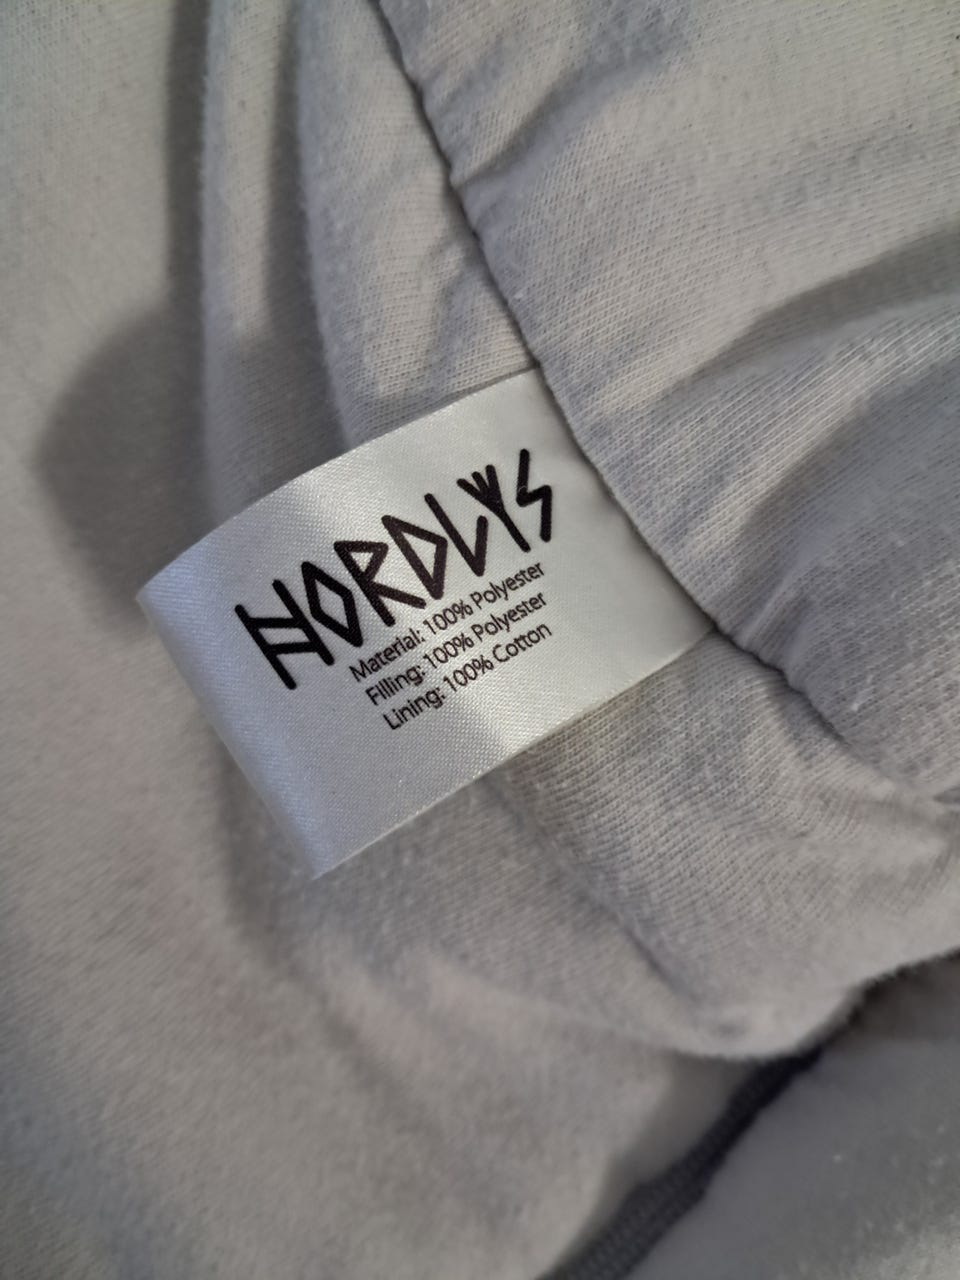 NORDLYS
Material: 100% Polyester
Filling: 100% Polyester
Lining: 100% Cotton